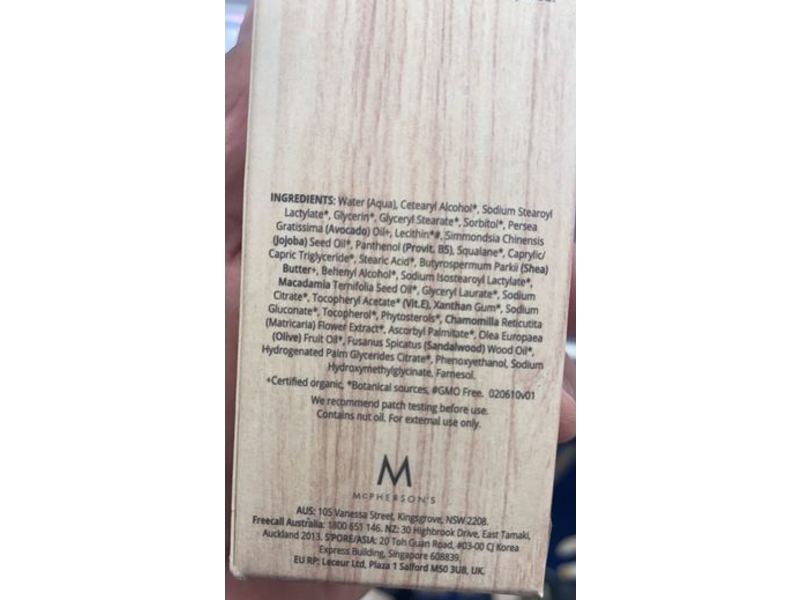 INGREDIENTS: Water (Aqua), Cetearyl Alcohol*, Sodium Stearoyl
Lactylate*, Glycerin*, Glyceryl Stearate*, Sorbitol*, Persea
Gratissima (Avocado) Oil+, Lecithin*#, Simmondsia Chinensis
(Jojoba) Seed Oil*, Panthenol (Provit. B5), Squalane*, Caprylic/
Capric Triglyceride*, Stearic Acid*, Butyrospermum Parkii (Shea)
Butter+, Behenyl Alcohol*, Sodium Isostearoyl Lactylate*,
Macadamia Ternifolia Seed Oil*, Glyceryl Laurate*, Sodium
Citrate*, Tocopheryl Acetate* (Vit.E), Xanthan Gum*, Sodium
Gluconate*, Tocopherol*, Phytosterols*, Chamomilla Recticutita
(Matricaria) Flower Extract*, Ascorbyl Palmitate*, Olea Europaea
(Olive) Fruit Oil*, Fusanus Spicatus (Sandalwood) Wood Oil*,
Hydrogenated Palm Glycerides Citrate*, Phenoxyethanol, Sodium
Hydroxymethylglycinate, Farnesol.
+Certified organic, *Botanical sources, #GMO Free. 020610v01
We recommend patch testing before use.
Contains nut oil. For external use only.
M
McPHERSON'S
AUS: 105 Vanessa Street, Kingsgrove, NSW 2208.
Freecall Australia: 1800 651 146. NZ: 30 Highbrook Drive, East Tamaki,
Auckland 2013. S'PORE/ASIA: 20 Toh Guan Road, #03-00 CJ Korea
Express Building, Singapore 608839.
EU RP: Leceur Ltd, Plaza 1 Salford M50 3UB, UK.